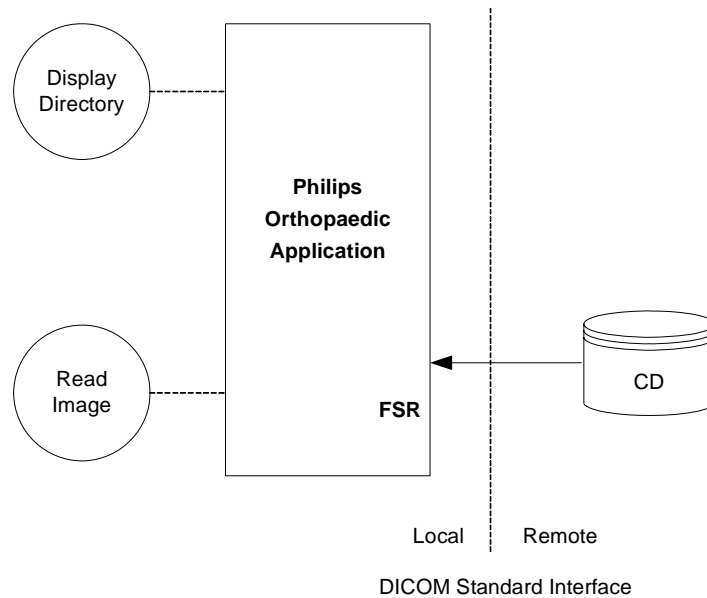 Display
Directory
Philips
Orthopaedic
Application
Read
Image
FSR
CD
Local
Remote
DICOM Standard Interface